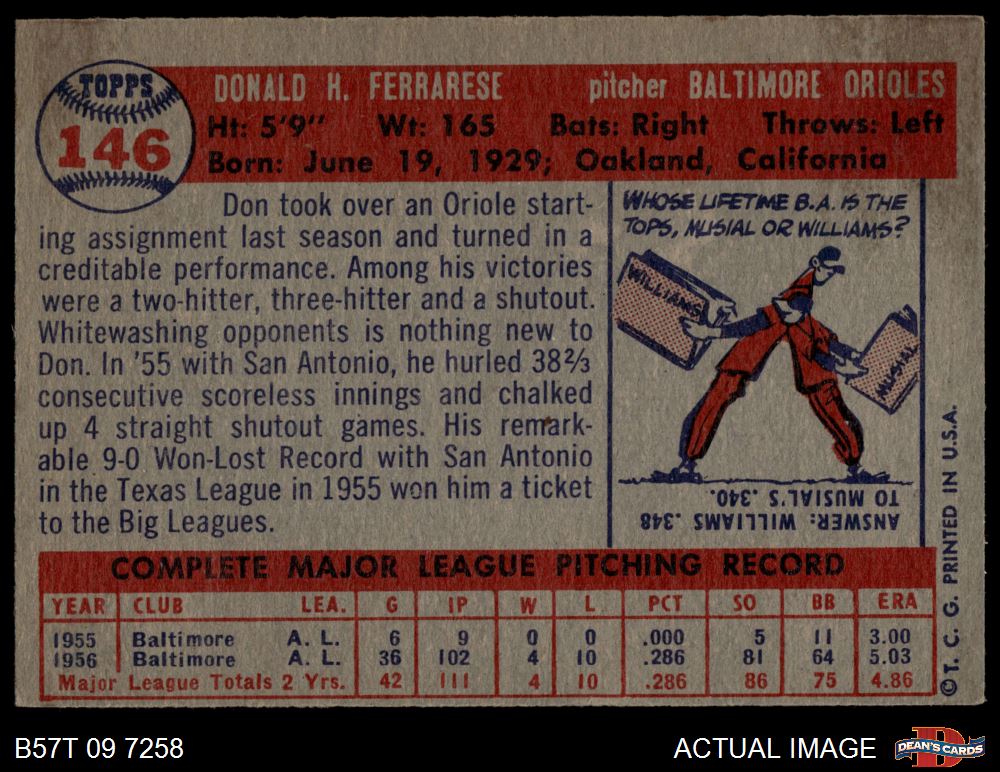 TOPPS
146
DONALD H. FERRARESE pitcher BALTIMORE ORIOLES
Ht: 5'9" Wt: 165 Bats: Right Throws: Left
Born: June 19, 1929; Oakland, California
Don took over an Oriole start-
ing assignment last season and turned in a
creditable performance. Among his victories
were a two-hitter, three-hitter and a shutout.
Whitewashing opponents is nothing new to
Don. In '55 with San Antonio, he hurled 38⅔
consecutive scoreless innings and chalked
up 4 straight shutout games. His remark-
able 9-0 Won-Lost Record with San Antonio
in the Texas League in 1955 won him a ticket
to the Big Leagues.
WHOSE LIFETIME B.A. IS THE
TOPS, MUSIAL OR WILLIAMS?
WILLIAMS
MUSIAL
ANSWER: WILLIAMS' .348
TO MUSIAL'S .340.
COMPLETE MAJOR LEAGUE PITCHING RECORD
YEAR CLUB LEA. G IP W L PCT SO BB ERA
1955 Baltimore A. L. 6 9 0 0 .000 5 11 3.00
1956 Baltimore A. L. 36 102 4 10 .286 81 64 5.03
Major League Totals 2 Yrs. 42 111 4 10 .286 86 75 4.86
© T. C. G. PRINTED IN U.S.A.
B57T 09 7258
ACTUAL IMAGE
DEAN'S CARDS